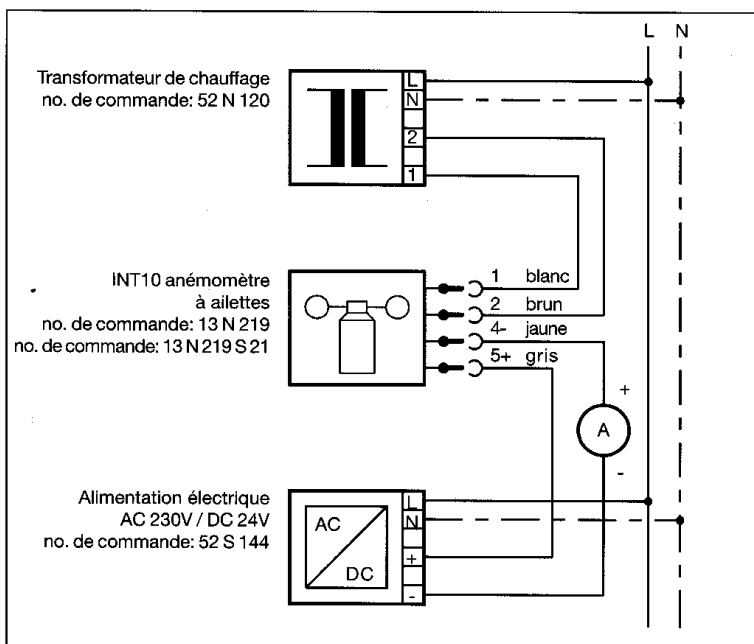 L N
Transformateur de chauffage
no. de commande: 52 N 120
L
N
2
1
INT10 anémomètre
à ailettes
no. de commande: 13 N 219
no. de commande: 13 N 219 S 21
1 blanc
2 brun
4- jaune
5+ gris
+
A
-
Alimentation électrique
AC 230V / DC 24V
no. de commande: 52 S 144
AC
DC
L
N
+
-